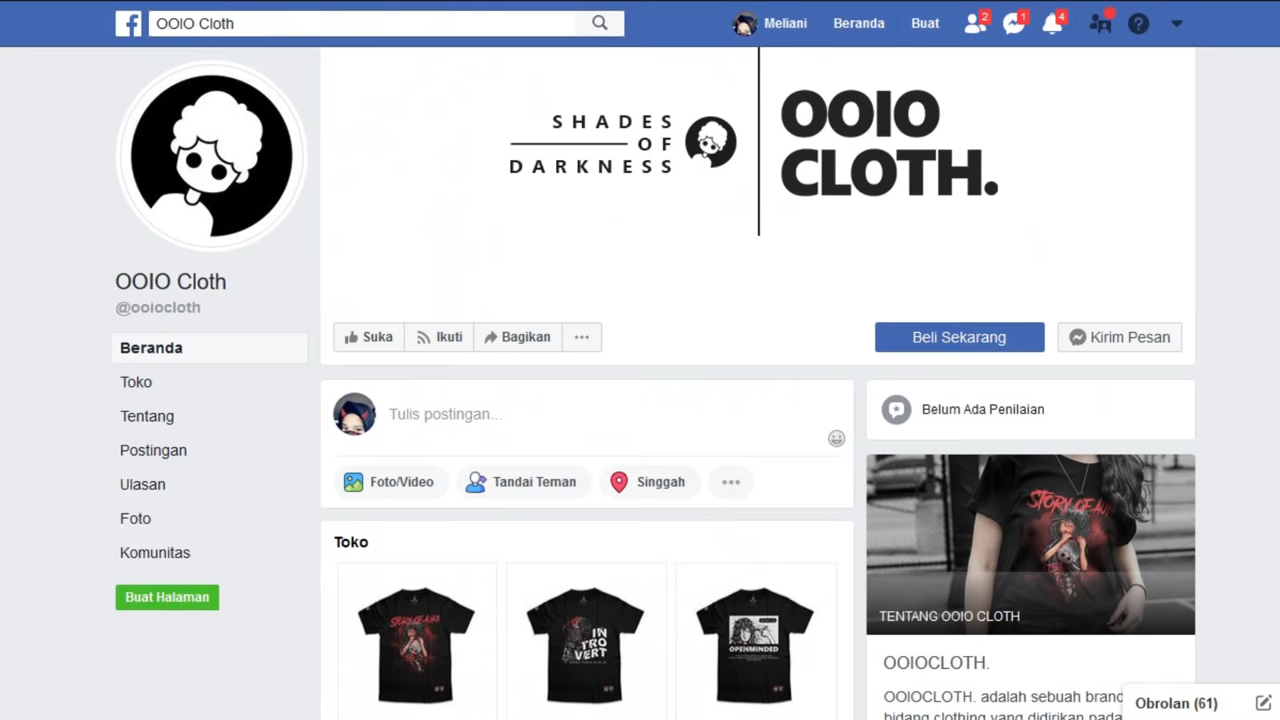 OOIO Cloth
Meliani
Beranda
Buat
2
1
4
SHADES
OF
DARKNESS
OOIO
CLOTH.
OOIO Cloth
@ooiocloth
Beranda
Toko
Tentang
Postingan
Ulasan
Foto
Komunitas
Buat Halaman
Suka
Ikuti
Bagikan
Beli Sekarang
Kirim Pesan
Tulis postingan...
Foto/Video
Tandai Teman
Singgah
Belum Ada Penilaian
Toko
IN
TRO
VERT
OPENMINDED
STORY OF
TENTANG OOIO CLOTH
OOIOCLOTH.
OOIOCLOTH. adalah sebuah brand
bidang clothing yang didirikan pada
Obrolan (61)